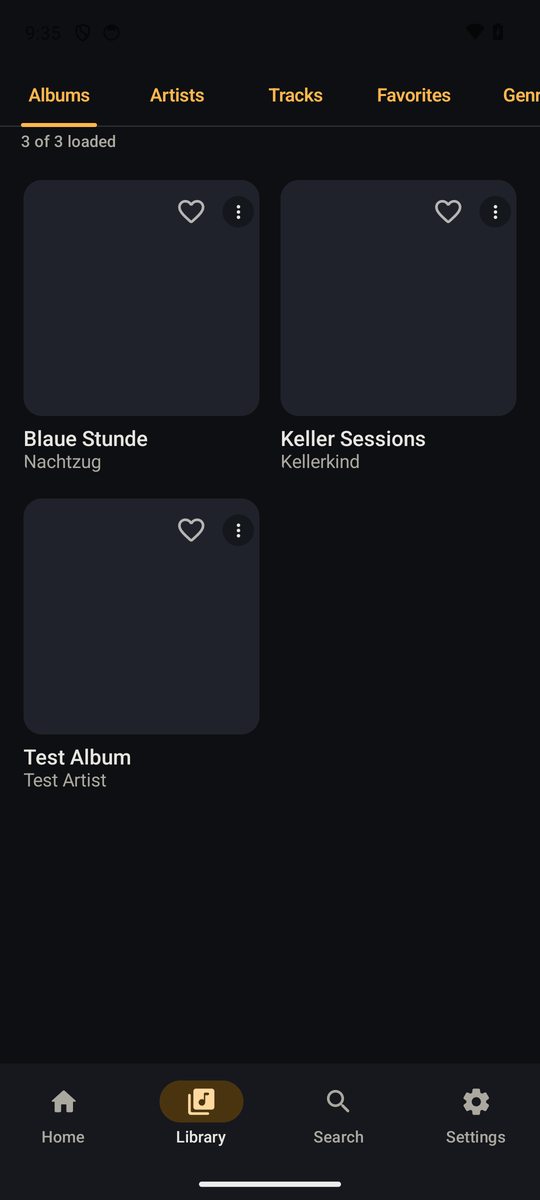 9:35
Albums Artists Tracks Favorites Genr
3 of 3 loaded
Blaue Stunde Keller Sessions
Nachtzug Kellerkind
Test Album
Test Artist
Home Library Search Settings